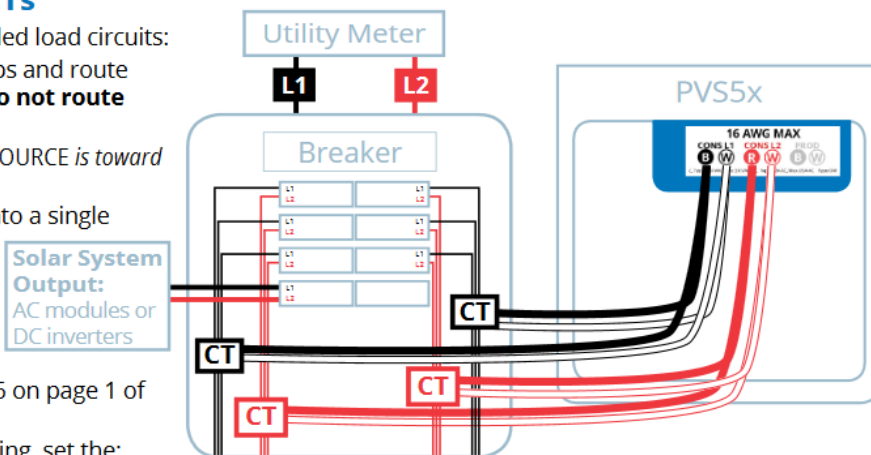 led load circuits:
os and route
o not route
OURCE is toward
to a single
Solar System
Output:
AC modules or
DC inverters
6 on page 1 of
ing, set the:
Utility Meter
L1
L2
Breaker
L1
L2
L1
L2
L1
L2
L1
L2
L1
L2
L1
L2
L1
L2
CT
CT
CT
CT
PVS5x
16 AWG MAX
CONS L1 CONS L2 PROD
B W R W B W